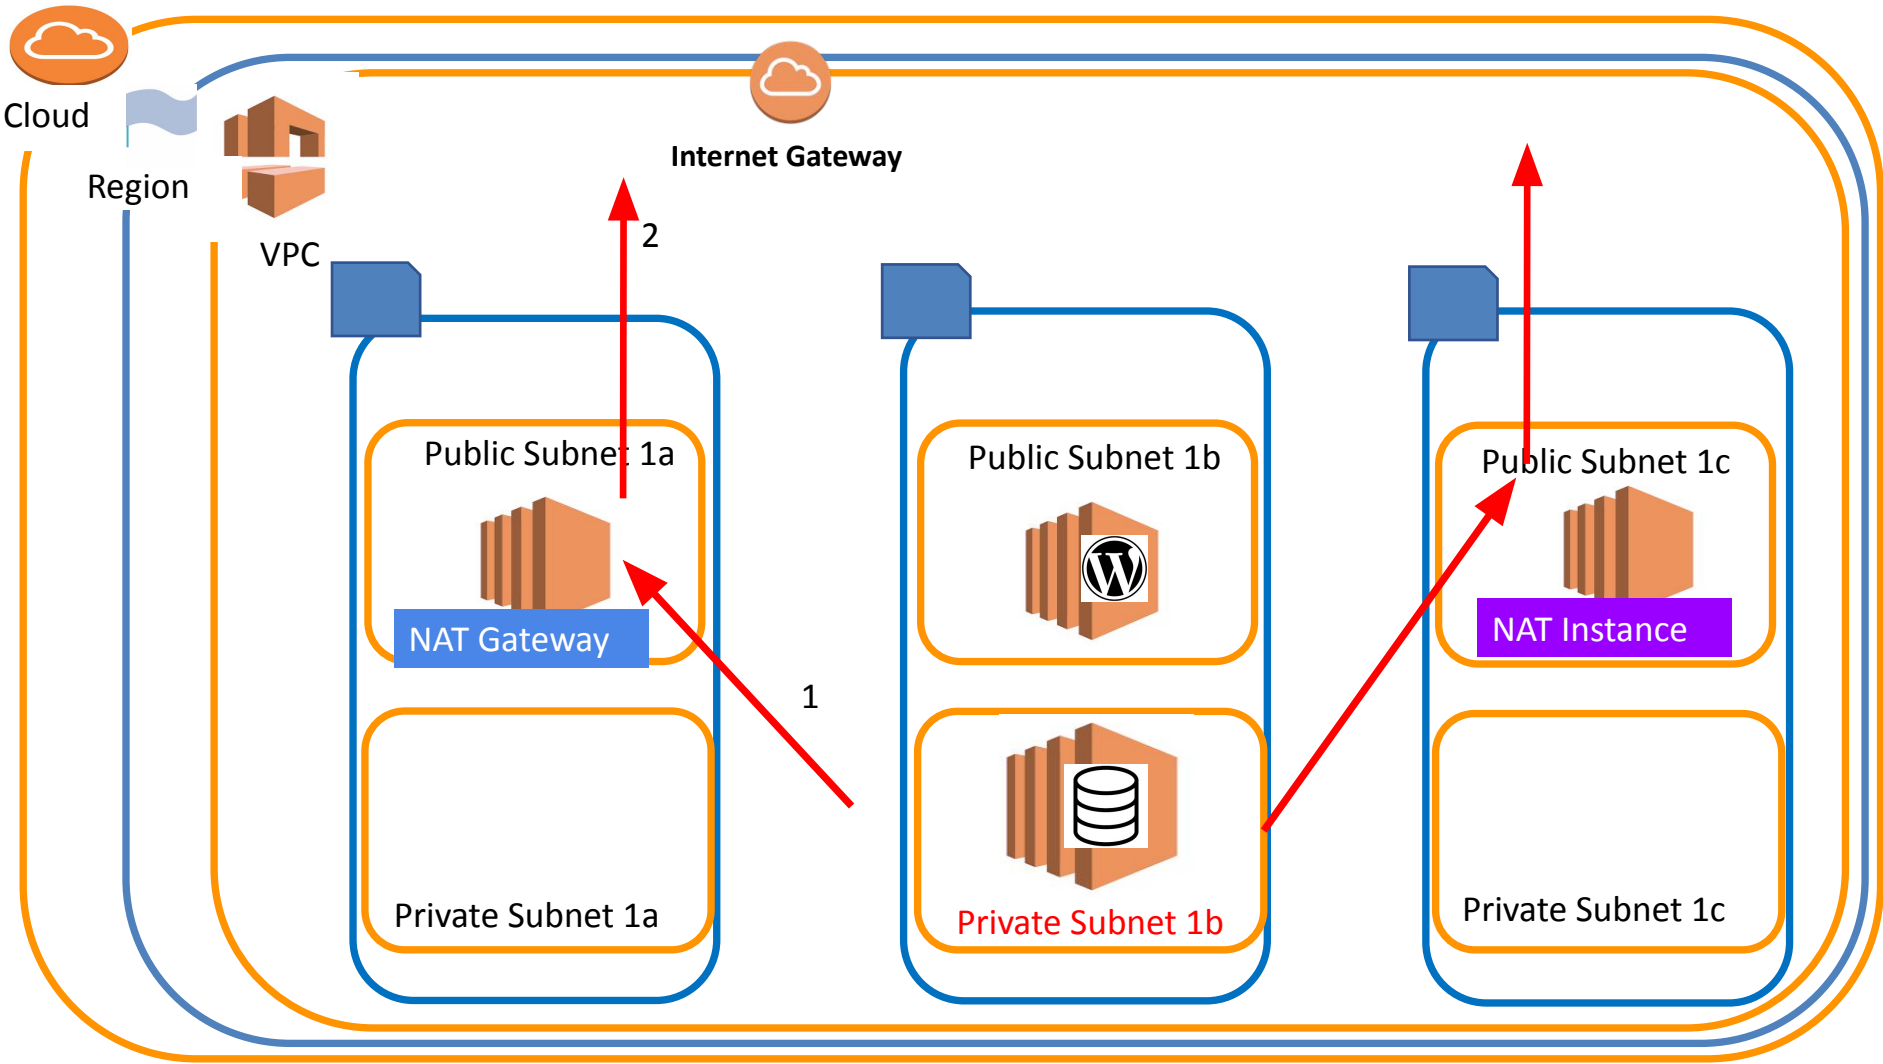 Cloud
Region
VPC
Internet Gateway
2
Public Subnet 1a
NAT Gateway
1
Private Subnet 1a
Public Subnet 1b
W
Private Subnet 1b
Public Subnet 1c
NAT Instance
Private Subnet 1c